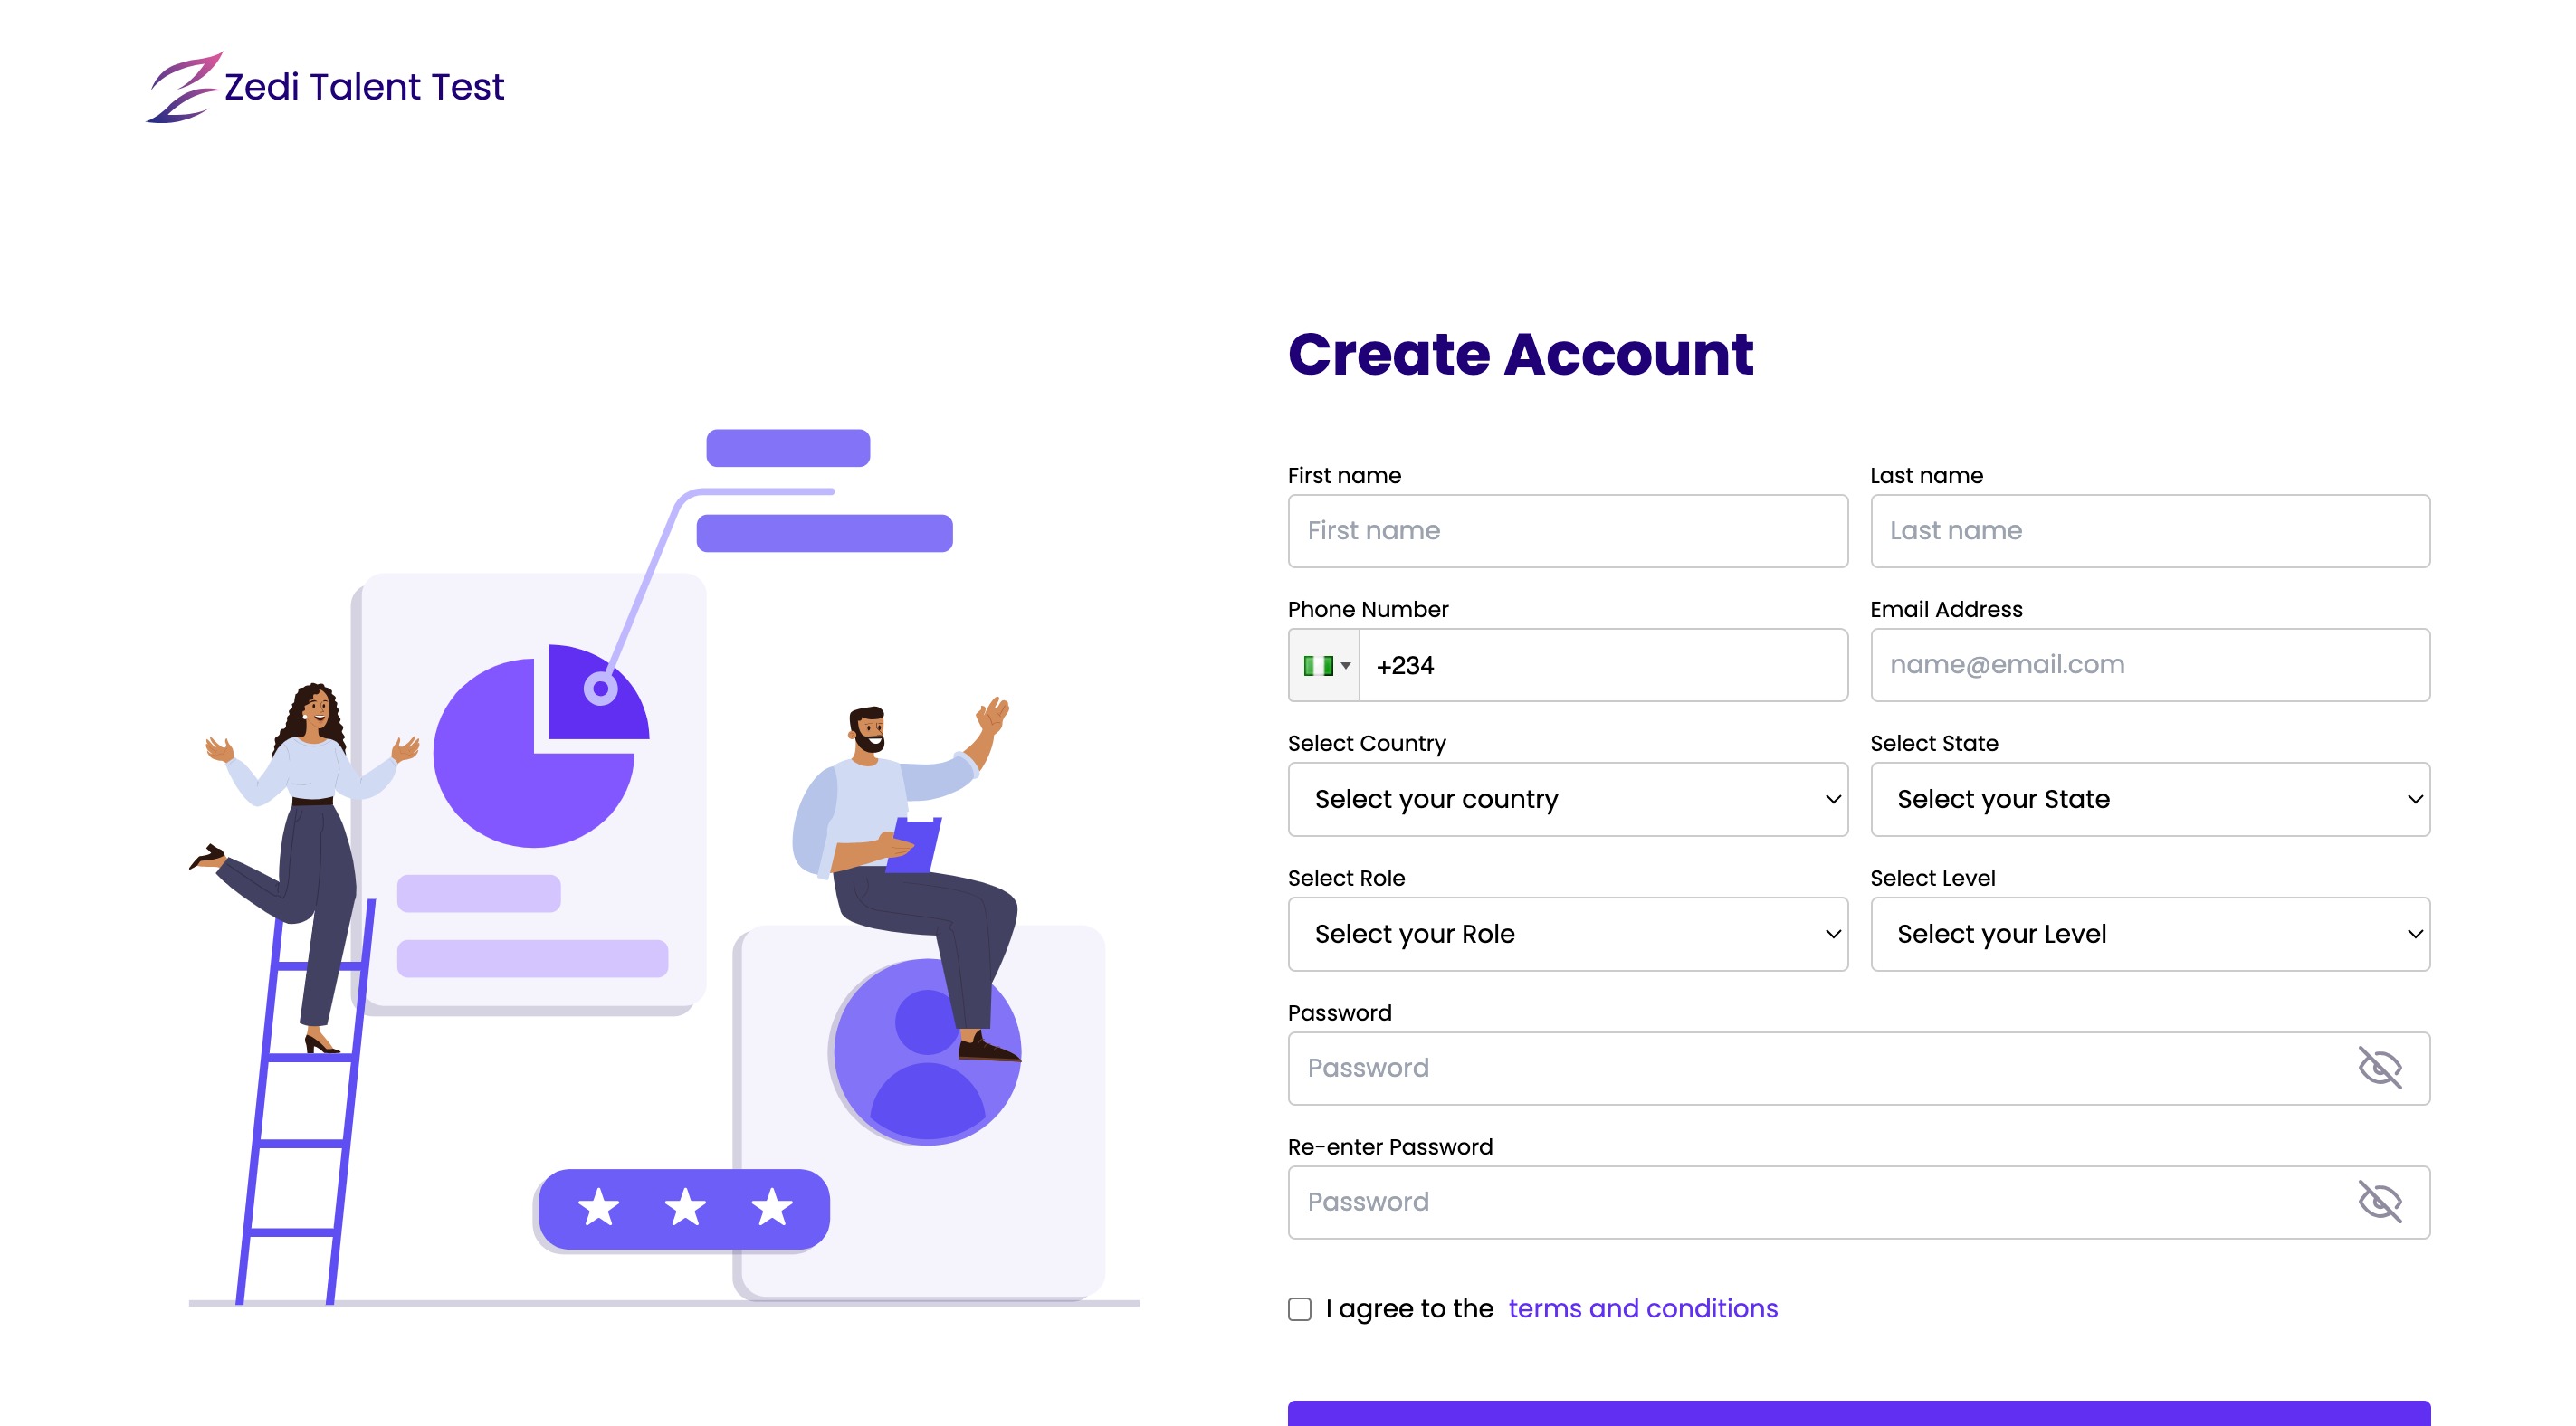 Zedi Talent Test
Create Account
First name
Last name
First name
Last name
Phone Number
Email Address
+234
name@email.com
Select Country
Select State
Select your country
Select your State
Select Role
Select Level
Select your Role
Select your Level
Password
Password
Re-enter Password
Password
I agree to the terms and conditions